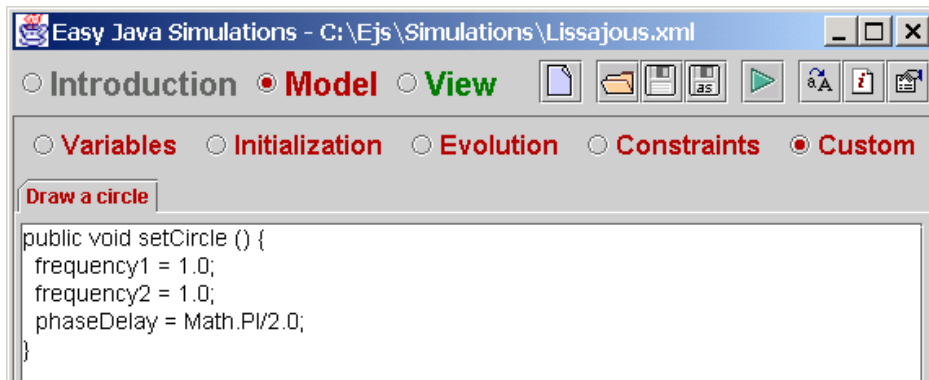 Easy Java Simulations - C:\Ejs\Simulations\Lissajous.xml
Introduction Model View as aA i
Variables Initialization Evolution Constraints Custom
Draw a circle
public void setCircle () {
frequency1 = 1.0;
frequency2 = 1.0;
phaseDelay = Math.PI/2.0;
}